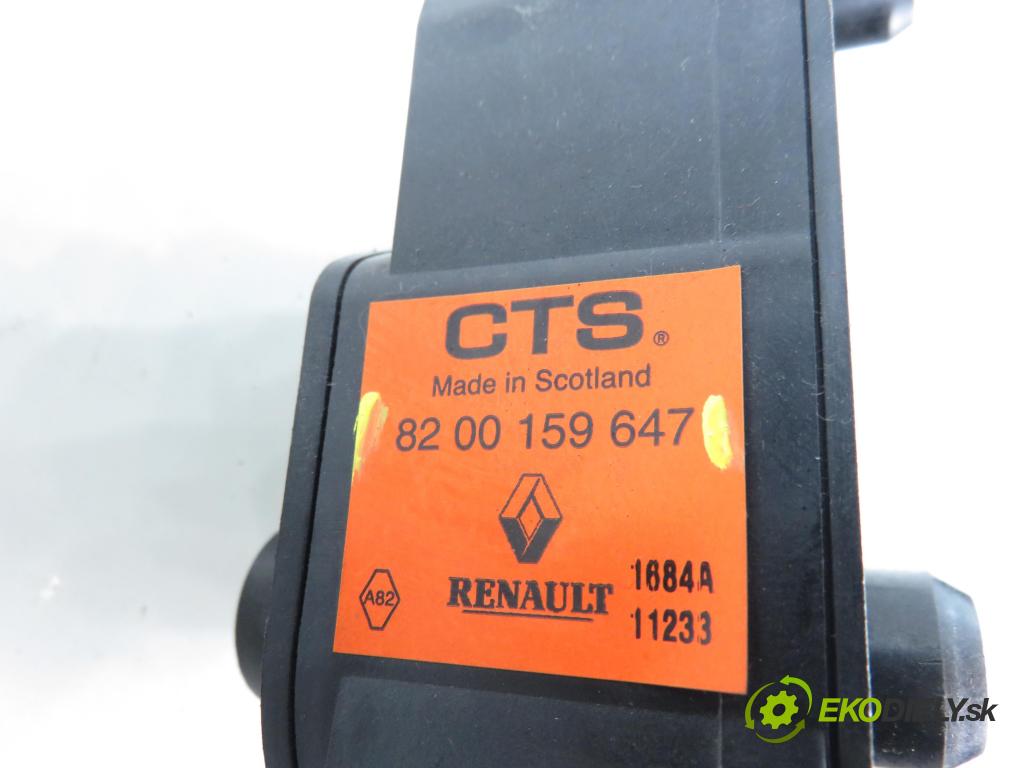 CTS®
Made in Scotland
82 00 159 647
A82
RENAULT
1684A
11233
EKODIELY.sk